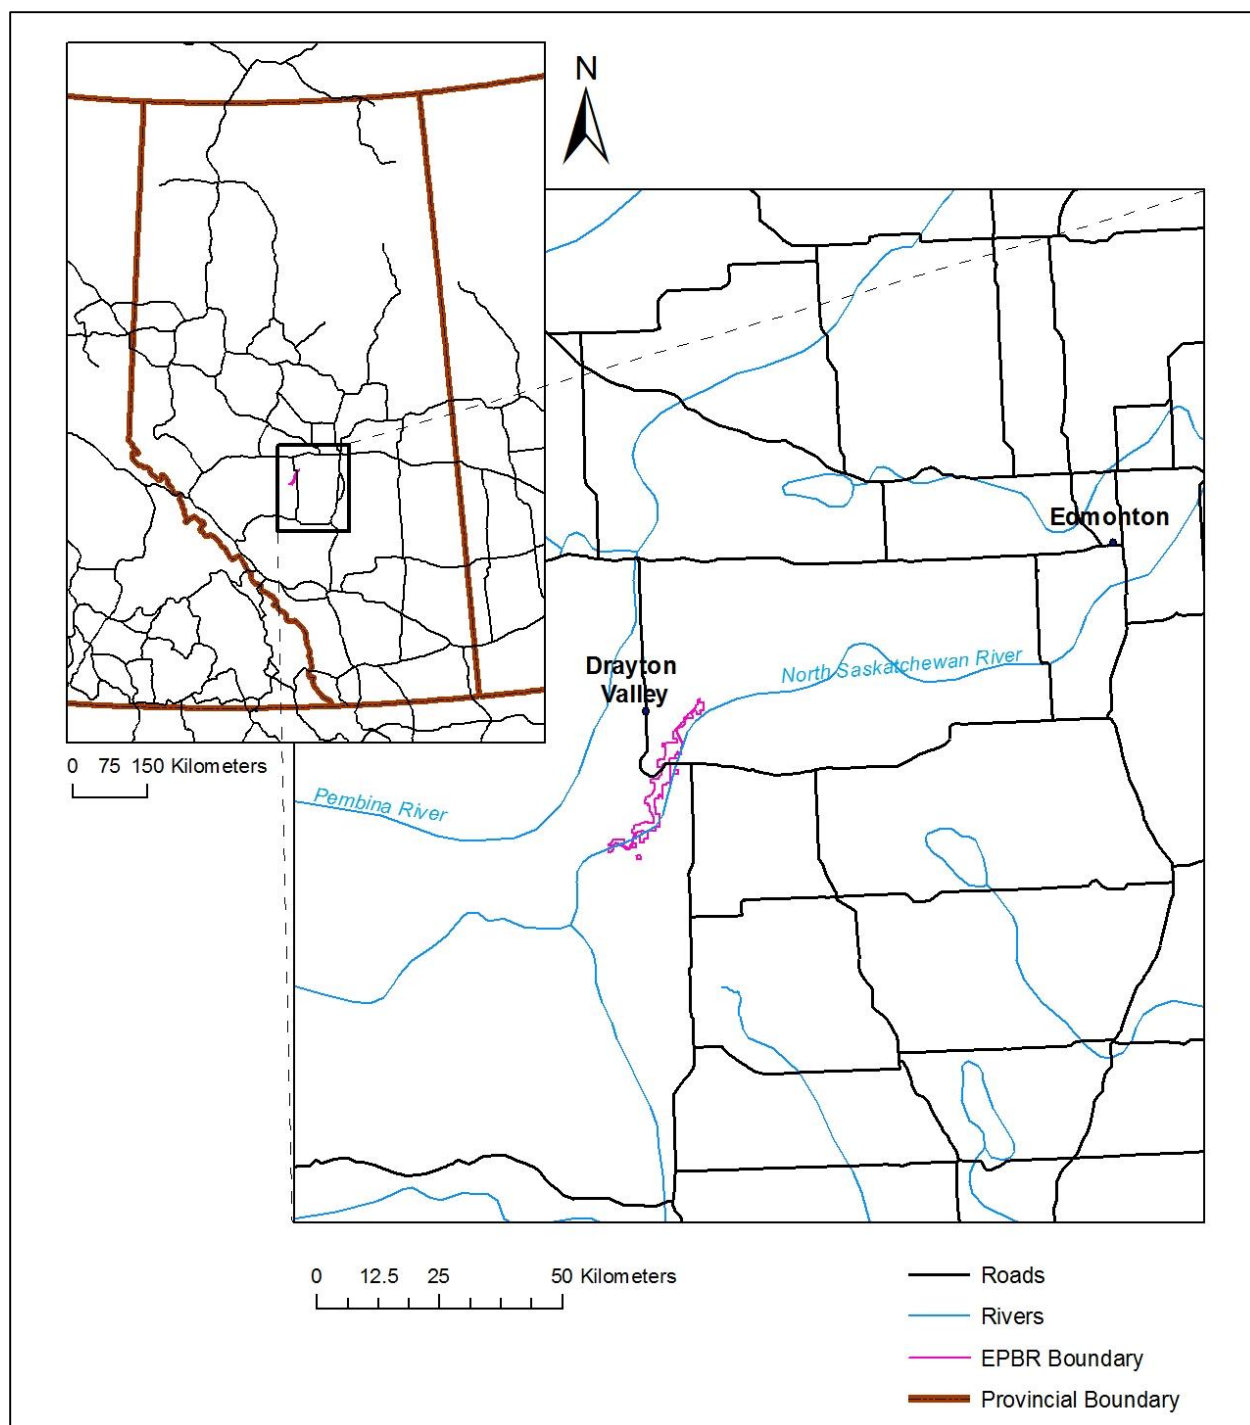 N
Edmonton
Drayton
Valley
North Saskatchewan River
0 75 150 Kilometers
Pembina River
0 12.5 25 50 Kilometers
Roads
Rivers
EPBR Boundary
Provincial Boundary